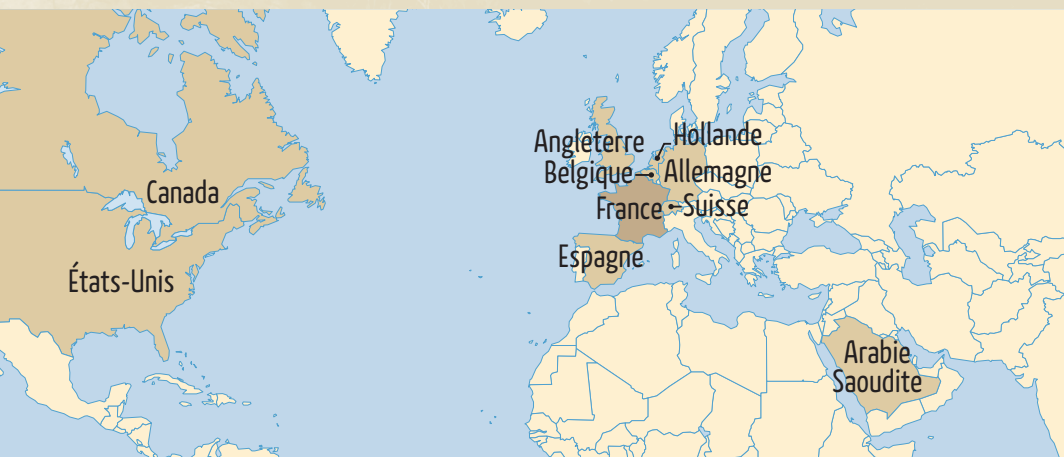 Angleterre
Hollande
Belgique
Allemagne
Canada
France
Suisse
Espagne
États-Unis
Arabie
Saoudite